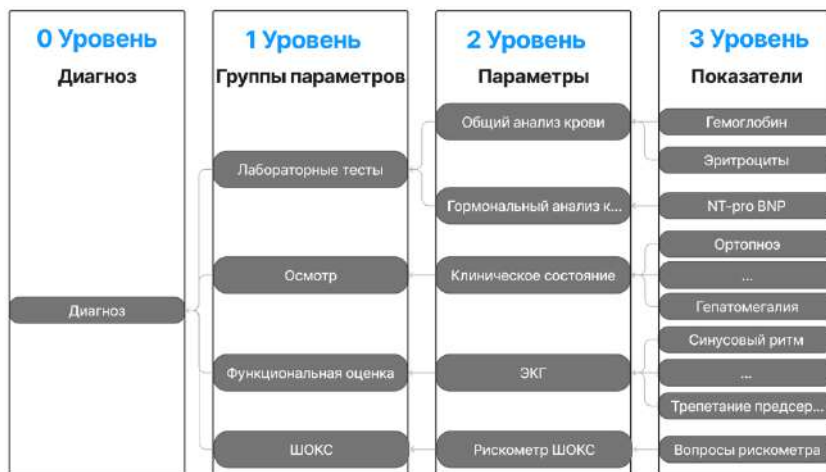 0 Уровень
1 Уровень
2 Уровень
3 Уровень
Диагноз
Группы параметров
Параметры
Показатели
Общий анализ крови
Гемоглобин
Лабораторные тесты
Эритроциты
Гормональный анализ к...
NT-pro BNP
Ортопноэ
Осмотр
Клиническое состояние
...
Диагноз
Гепатомегалия
Синусовый ритм
Функциональная оценка
ЭКГ
...
Трепетание предсер...
ШОКС
Рискометр ШОКС
Вопросы рискометра